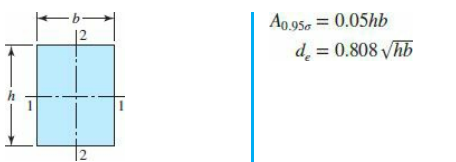 b
2
h
1 1
2
A0.95σ = 0.05hb
de = 0.808 √hb